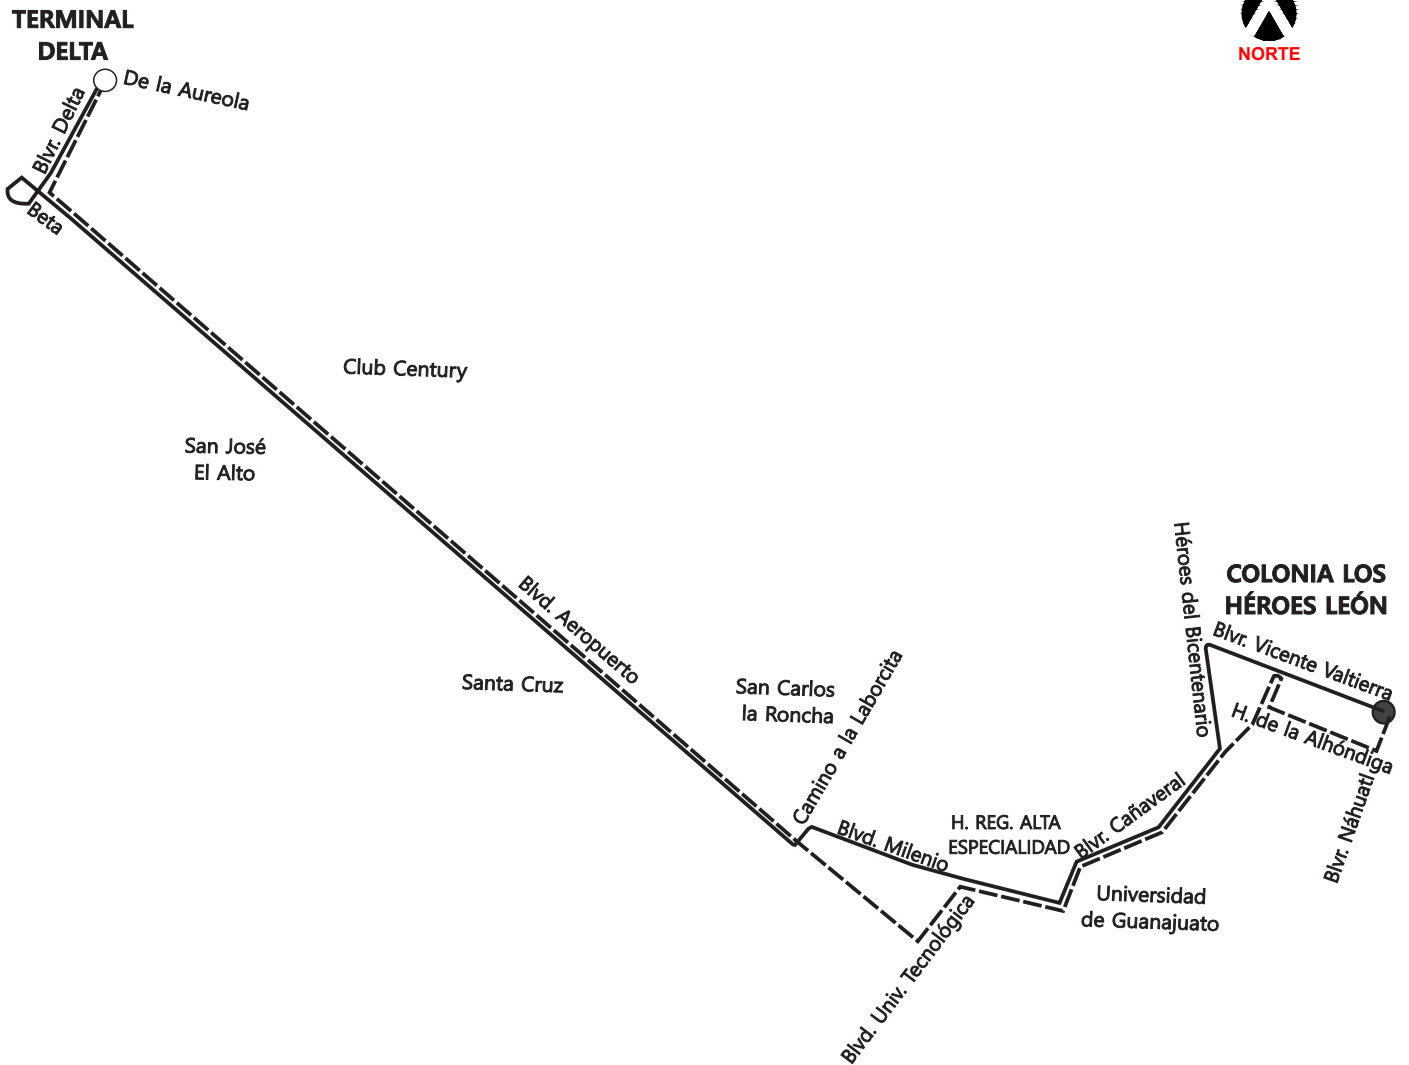 TERMINAL
DELTA
NORTE
De la Aureola
Blvr. Delta
Beta
Club Century
San José
El Alto
Blvd. Aeropuerto
Santa Cruz
San Carlos
la Roncha
Camino a la Laborcita
Blvd. Milenio
H. REG. ALTA
ESPECIALIDAD
Blvr. Cañaveral
Héroes del Bicentenario
COLONIA LOS
HÉROES LEÓN
Blvr. Vicente Valtierra
H. de la Alhóndiga
Blvr. Náhuatl
Universidad
de Guanajuato
Blvd. Univ. Tecnológica